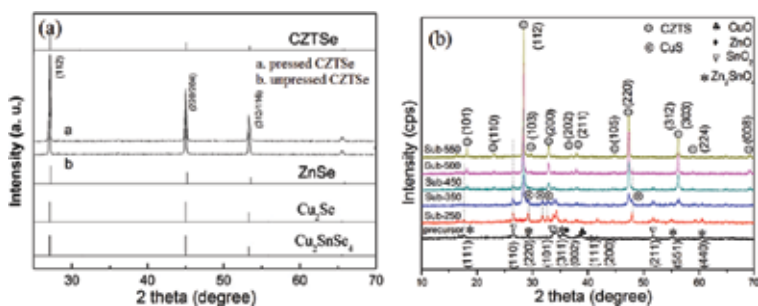 (a)
CZTSe
a. pressed CZTSe
b. unpressed CZTSe
(112)
(220/204)
(312/116)
a
b
ZnSe
Cu2Se
Cu2SnSe4
Intensity (a. u.)
10 20 30 40 50 60 70
2 theta (degree)
(b)
CZTS
CuS
CuO
ZnO
SnO2
Zn2SnO4
(112)
(101)
(110)
(103)
(200)
(202)
(211)
(105)
(220)
(312)
(303)
(224)
(008)
Sub-550
Sub-500
Sub-450
Sub-350
Sub-250
precursor
(111)
(110)
(220)
(101)
(311)
(002)
(111)
(200)
(211)
(551)
(440)
Intensity (cps)
10 20 30 40 50 60 70
2 theta (degree)